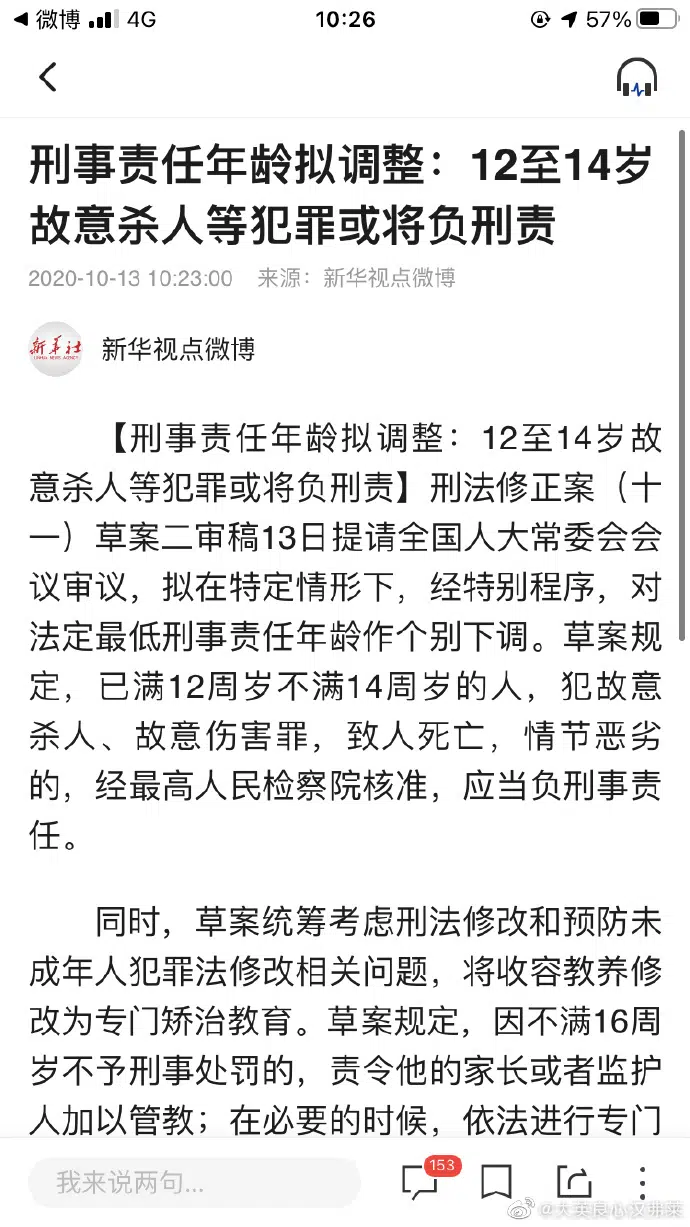 微博 4G 10:26 57%
刑事责任年龄拟调整：12至14岁
故意杀人等犯罪或将负刑责
2020-10-13 10:23:00 来源：新华视点微博
新华社
XINHUA NEWS AGENCY
新华视点微博
【刑事责任年龄拟调整：12至14岁故
意杀人等犯罪或将负刑责】刑法修正案（十
一）草案二审稿13日提请全国人大常委会会
议审议，拟在特定情形下，经特别程序，对
法定最低刑事责任年龄作个别下调。草案规
定，已满12周岁不满14周岁的人，犯故意
杀人、故意伤害罪，致人死亡，情节恶劣
的，经最高人民检察院核准，应当负刑事责
任。
同时，草案统筹考虑刑法修改和预防未
成年人犯罪法修改相关问题，将收容教养修
改为专门矫治教育。草案规定，因不满16周
岁不予刑事处罚的，责令他的家长或者监护
人加以管教；在必要的时候，依法进行专门
我来说两句... 153
@大英良心汉弗莱